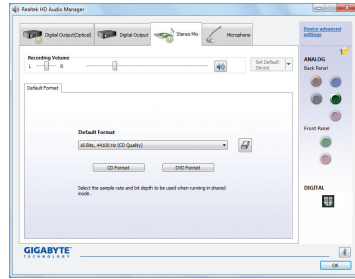 Realtek HD Audio Manager
Digital Output(Optical)
Digital Output
Stereo Mix
Microphone
Device advanced
settings
Recording Volume
L
R
Set Default
Device
ANALOG
Back Panel
Default Format
Default Format
16 Bits, 44100 Hz (CD Quality)
CD Format
DVD Format
Select the sample rate and bit depth to be used when running in shared
mode.
Front Panel
DIGITAL
GIGABYTE
TECHNOLOGY
i
OK